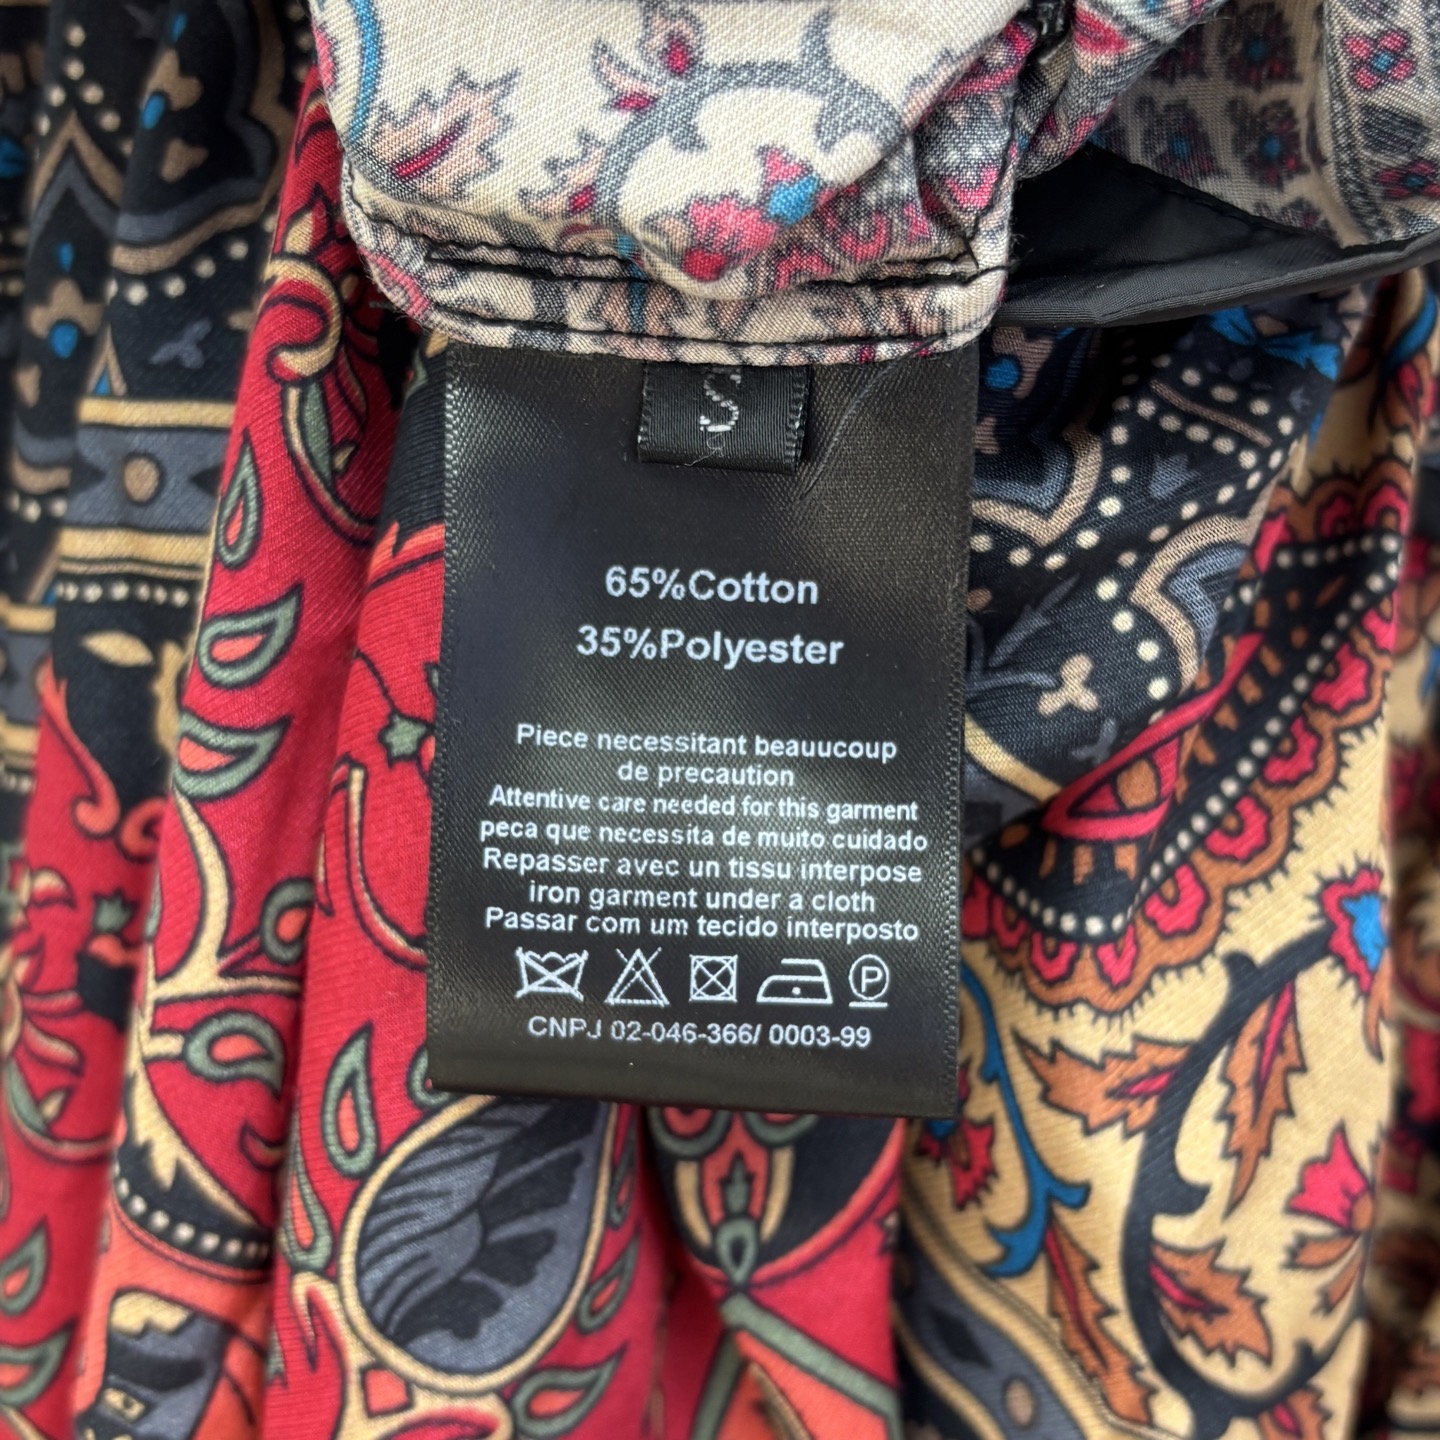 S
65%Cotton
35%Polyester
Piece necessitant beauucoup
de precaution
Attentive care needed for this garment
peca que necessita de muito cuidado
Repasser avec un tissu interpose
iron garment under a cloth
Passar com um tecido interposto
P
CNPJ 02-046-366/ 0003-99